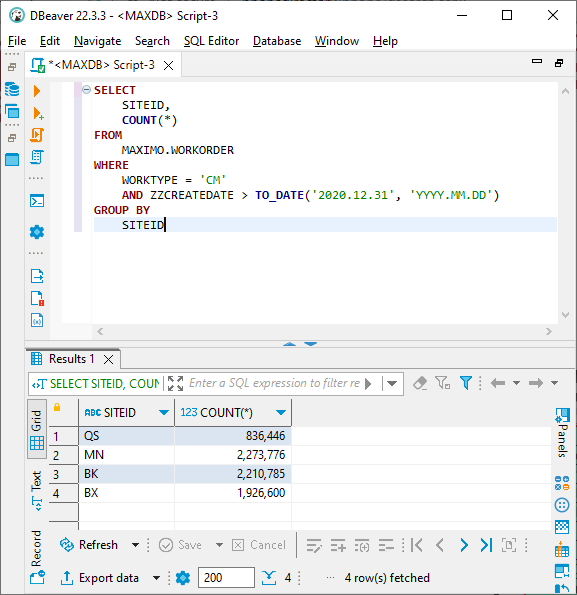 DBeaver 22.3.3 - <MAXDB> Script-3
File Edit Navigate Search SQL Editor Database Window Help
*<MAXDB> Script-3
SELECT
SITEID,
COUNT(*)
FROM
MAXIMO.WORKORDER
WHERE
WORKTYPE = 'CM'
AND ZZCREATEDATE > TO_DATE('2020.12.31', 'YYYY.MM.DD')
GROUP BY
SITEID
Results 1
SELECT SITEID, COUN Enter a SQL expression to filter re
Grid
Text
Record
Panels
ABC SITEID 123 COUNT(*)
1 QS 836,446
2 MN 2,273,776
3 BK 2,210,785
4 BX 1,926,600
Refresh Save Cancel
Export data 200 4 4 row(s) fetched